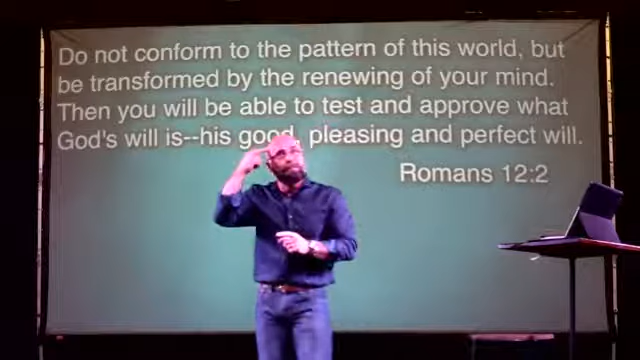 Do not conform to the pattern of this world, but
be transformed by the renewing of your mind.
Then you will be able to test and approve what
God's will is--his good, pleasing and perfect will.
Romans 12:2